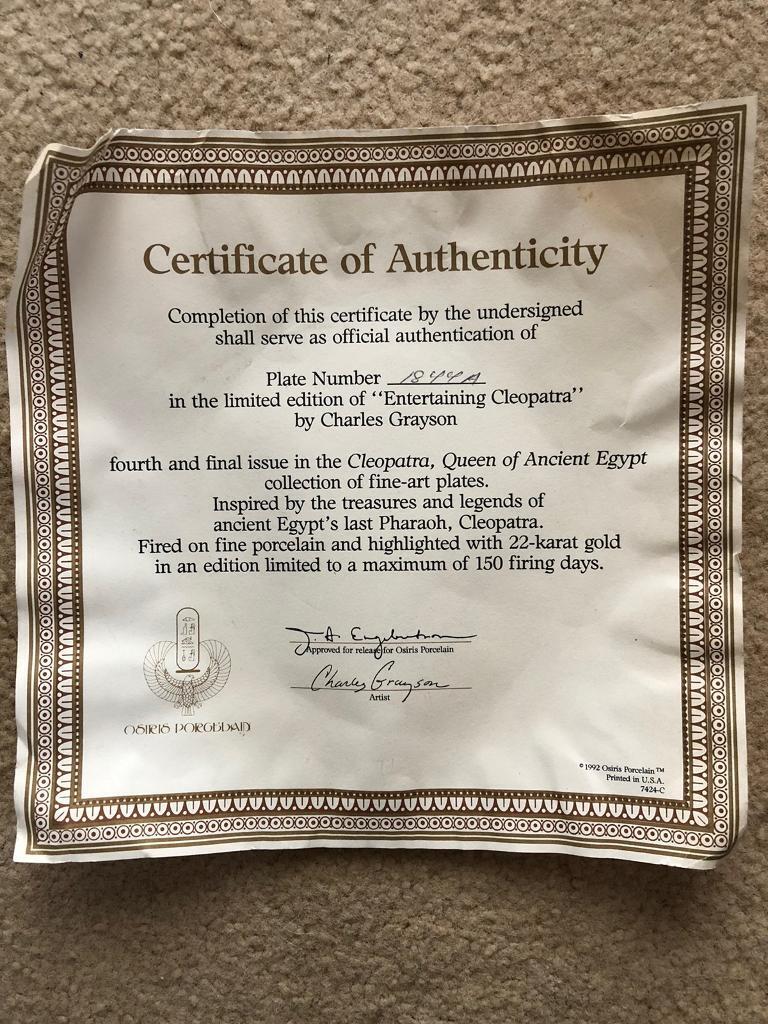 Certificate of Authenticity
Completion of this certificate by the undersigned
shall serve as official authentication of
Plate Number 1844A
in the limited edition of ‘‘Entertaining Cleopatra’’
by Charles Grayson
fourth and final issue in the Cleopatra, Queen of Ancient Egypt
collection of fine-art plates.
Inspired by the treasures and legends of
ancient Egypt's last Pharaoh, Cleopatra.
Fired on fine porcelain and highlighted with 22-karat gold
in an edition limited to a maximum of 150 firing days.
J. A.
Approved for release for Osiris Porcelain
Charles Grayson
Artist
OSIRIS PORCELAIN
©1992 Osiris Porcelain™
Printed in U.S.A.
7424-C